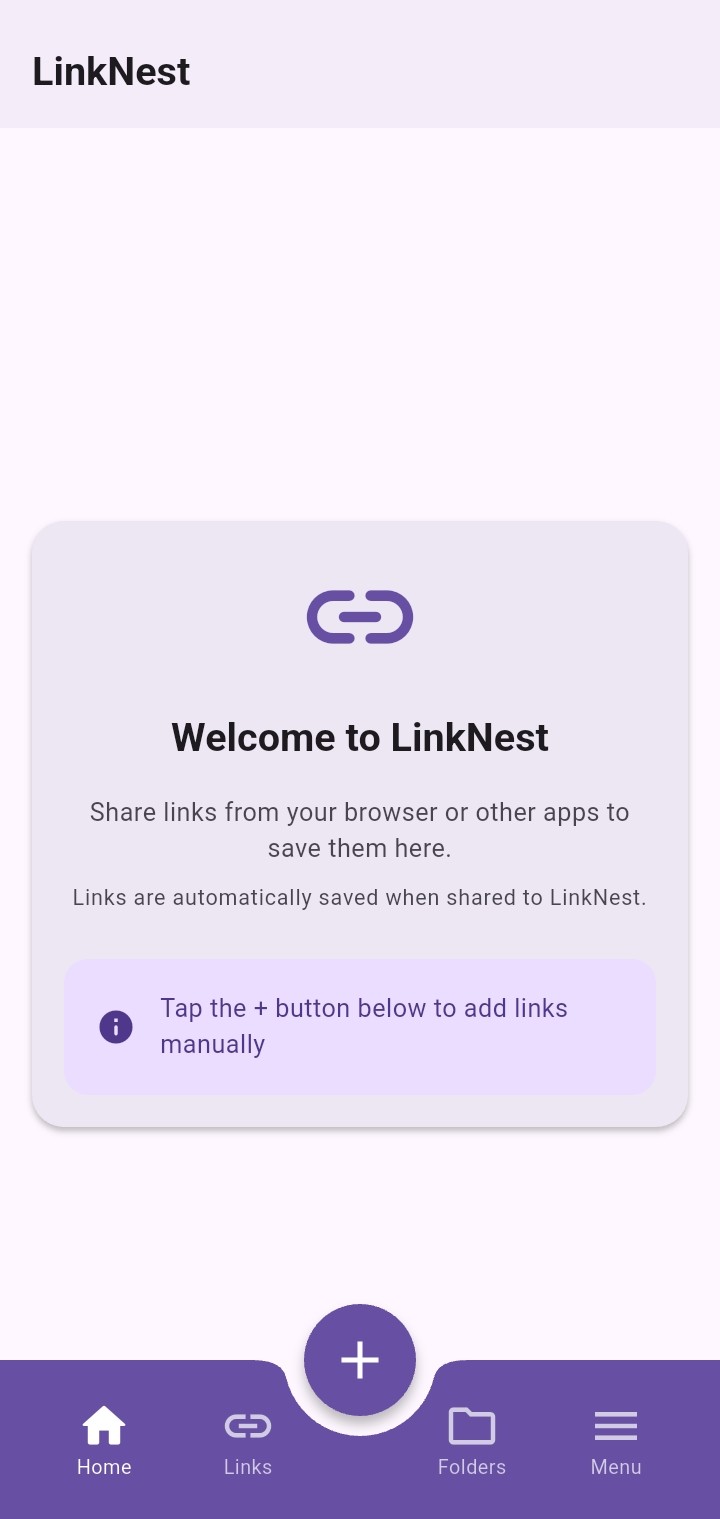 LinkNest
Welcome to LinkNest
Share links from your browser or other apps to
save them here.
Links are automatically saved when shared to LinkNest.
Tap the + button below to add links
manually
Home
Links
Folders
Menu